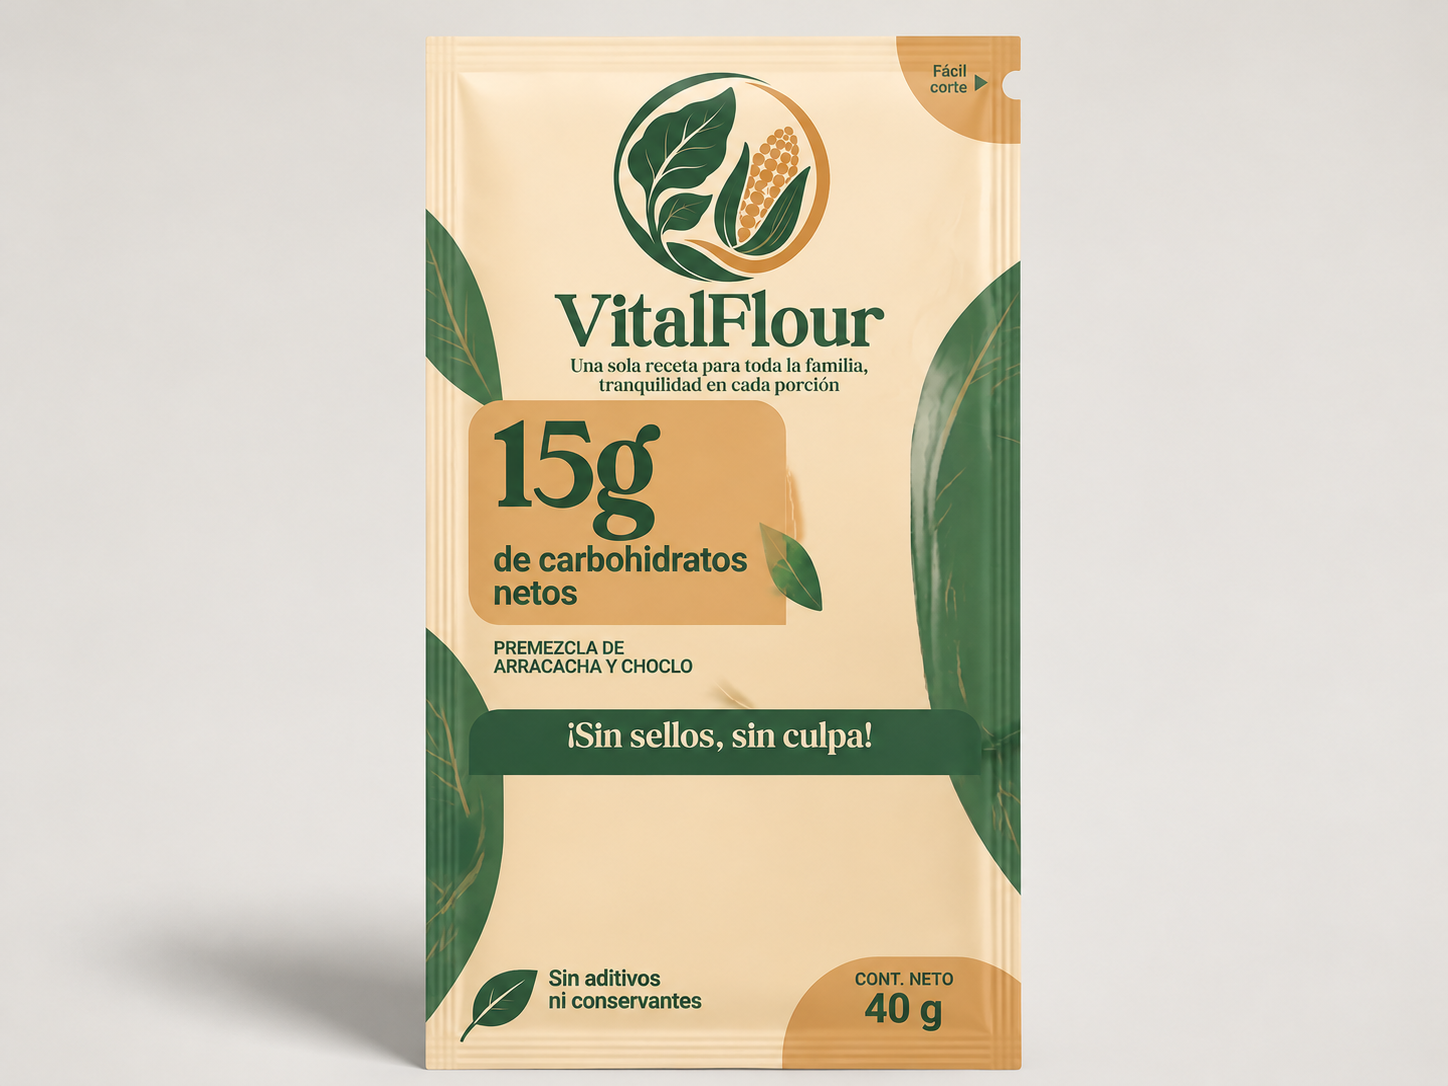 Fácil
corte
VitalFlour
Una sola receta para toda la familia,
tranquilidad en cada porción
15g
de carbohidratos
netos
PREMEZCLA DE
ARRACACHA Y CHOCLO
¡Sin sellos, sin culpa!
Sin aditivos
ni conservantes
CONT. NETO
40 g